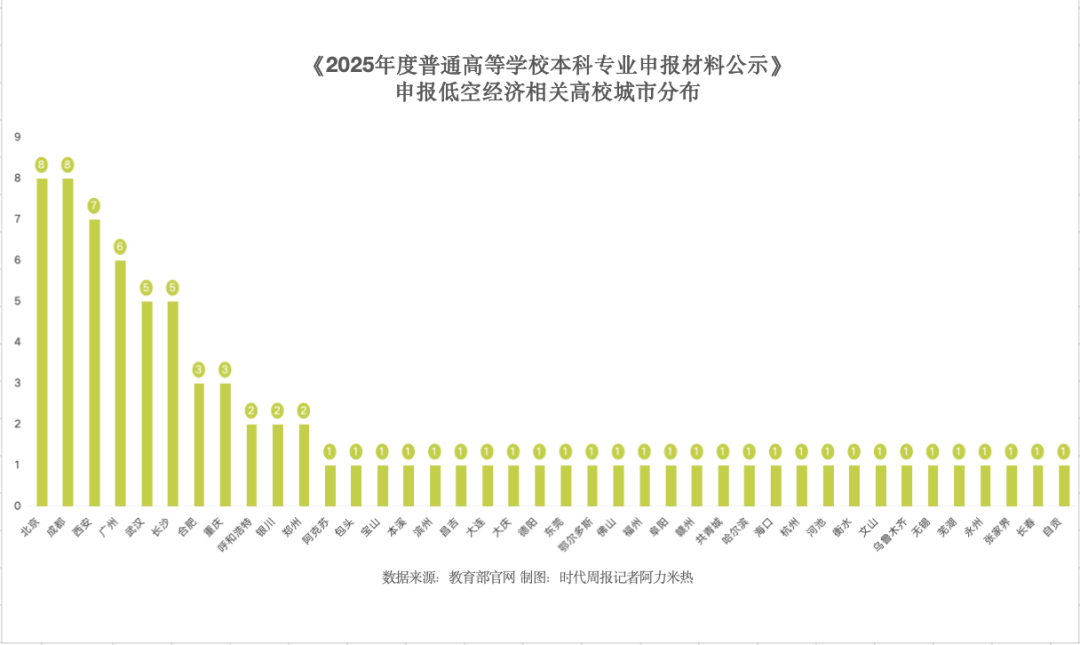 《2025年度普通高等学校本科专业申报材料公示》
申报低空经济相关高校城市分布
9
8
7
6
5
4
3
2
1
0
8 8 7 6 5 5 3 3 2 2 2 1 1 1 1 1 1 1 1 1 1 1 1 1 1 1 1 1 1 1 1 1 1 1 1 1 1 1 1 1
北京 成都 西安 广州 武汉 长沙 合肥 重庆 呼和浩特 银川 郑州 阿克苏 包头 宝山 本溪 滨州 昌吉 大连 大庆 德阳 东莞 鄂尔多斯 佛山 福州 阜阳 赣州 共青城 哈尔滨 海口 杭州 河池 衡水 文山 乌鲁木齐 无锡 芜湖 永州 张家界 长春 自贡
数据来源：教育部官网 制图：时代周报记者阿力米热